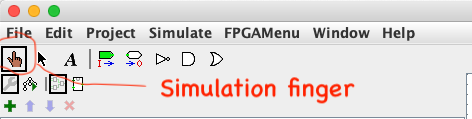 File Edit Project Simulate FPGAMenu Window Help
A
Simulation finger